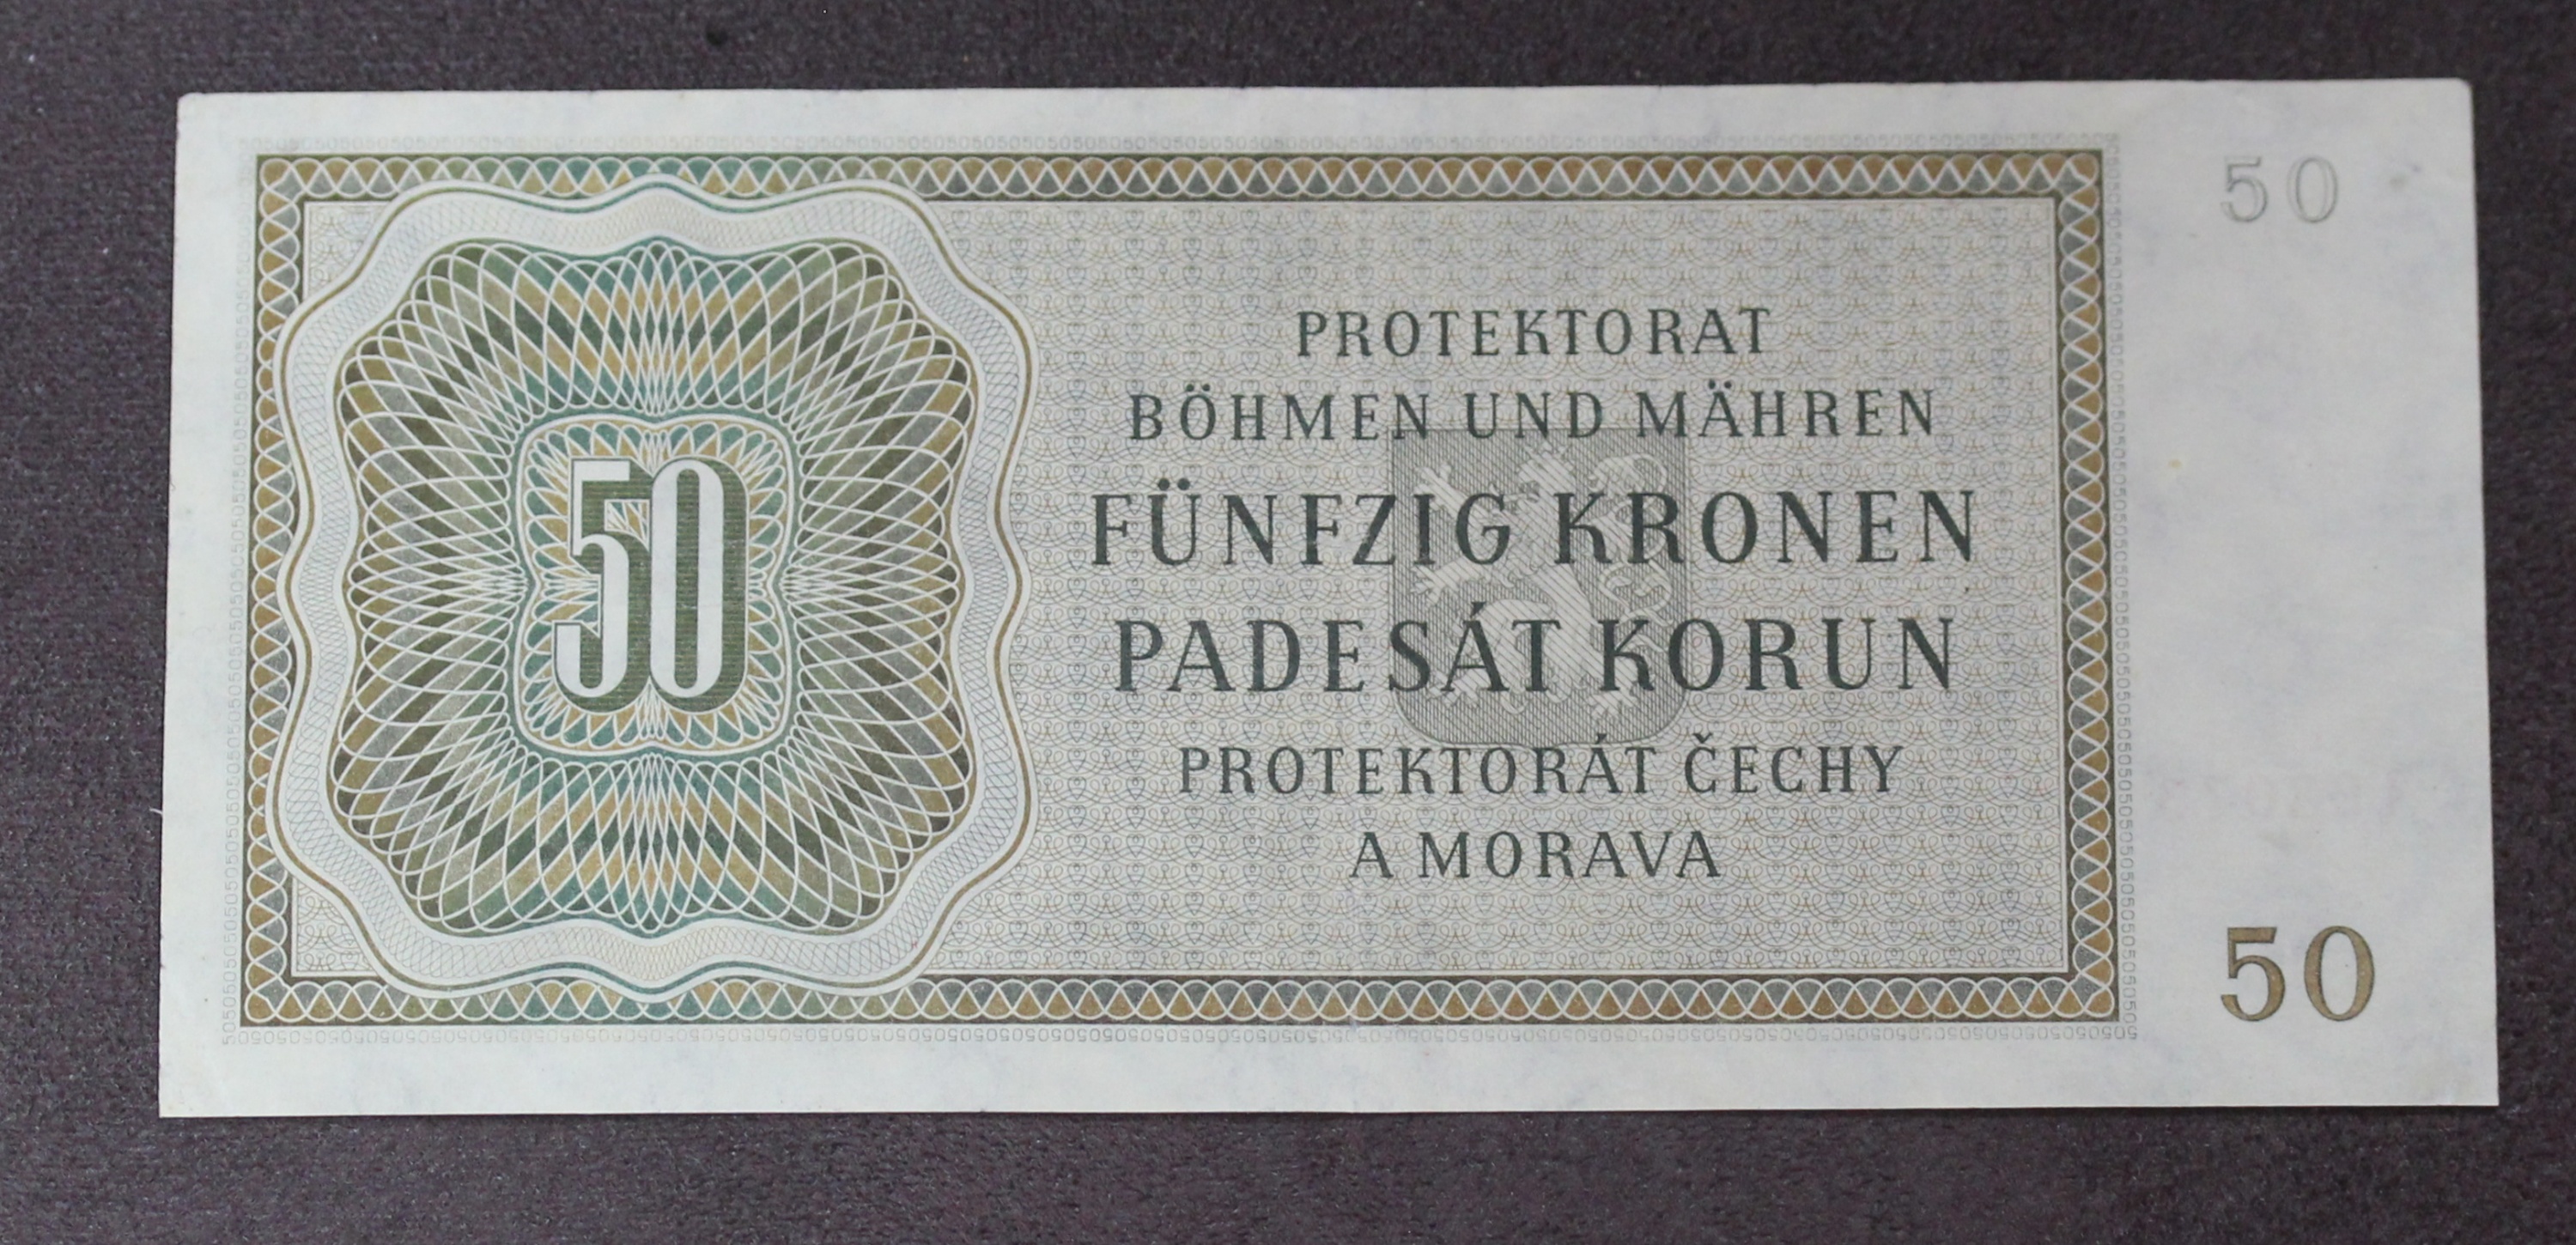 50
PROTEKTORAT
BÖHMEN UND MÄHREN
50
FÜNFZIG KRONEN
PADESÁT KORUN
PROTEKTORÁT ČECHY
A MORAVA
50